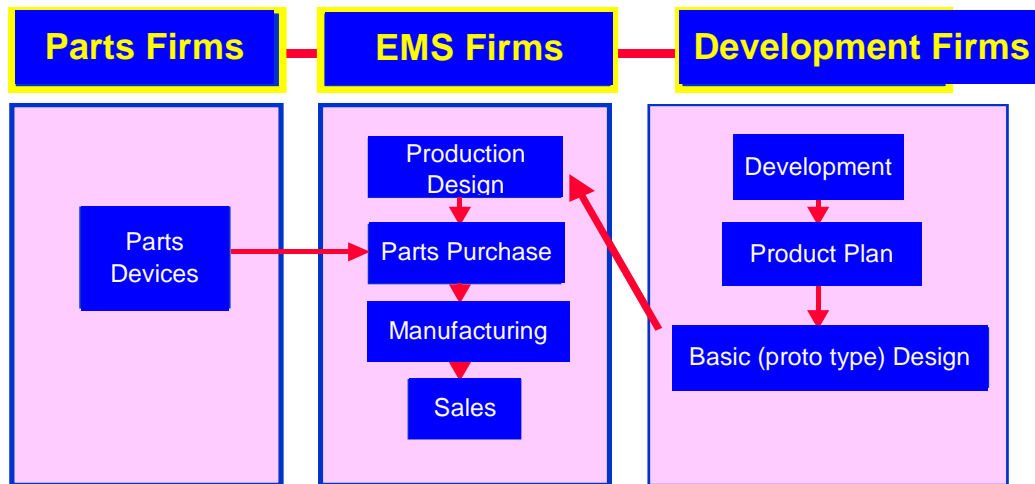 Parts Firms
EMS Firms
Development Firms
Parts
Devices
Production
Design
Parts Purchase
Manufacturing
Sales
Development
Product Plan
Basic (proto type) Design